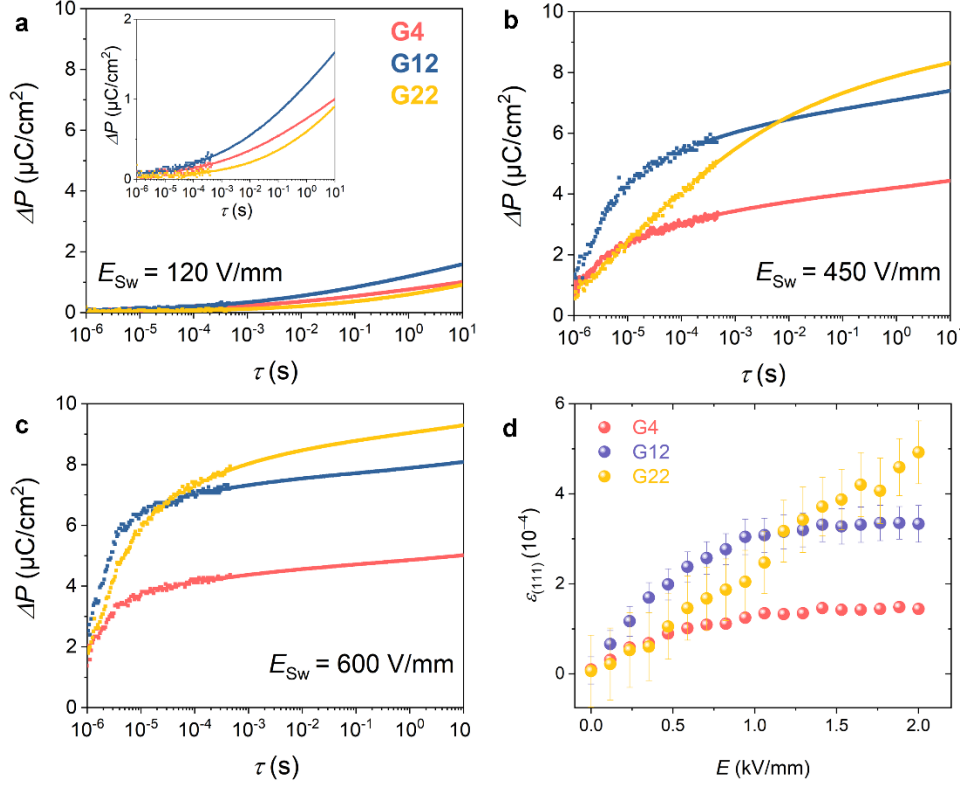 a
G4
G12
G22
ΔP (μC/cm²)
10
8
6
4
2
0
ΔP (μC/cm²)
2
1
0
10⁻⁶ 10⁻⁵ 10⁻⁴ 10⁻³ 10⁻² 10⁻¹ 10⁰ 10¹
τ (s)
E_Sw = 120 V/mm
10⁻⁶ 10⁻⁵ 10⁻⁴ 10⁻³ 10⁻² 10⁻¹ 10⁰ 10¹
τ (s)
b
ΔP (μC/cm²)
10
8
6
4
2
0
E_Sw = 450 V/mm
10⁻⁶ 10⁻⁵ 10⁻⁴ 10⁻³ 10⁻² 10⁻¹ 10⁰ 10¹
τ (s)
c
ΔP (μC/cm²)
10
8
6
4
2
0
E_Sw = 600 V/mm
10⁻⁶ 10⁻⁵ 10⁻⁴ 10⁻³ 10⁻² 10⁻¹ 10⁰ 10¹
τ (s)
d
G4
G12
G22
ε₍₁₁₁₎ (10⁻⁴)
6
4
2
0
0.0 0.5 1.0 1.5 2.0
E (kV/mm)